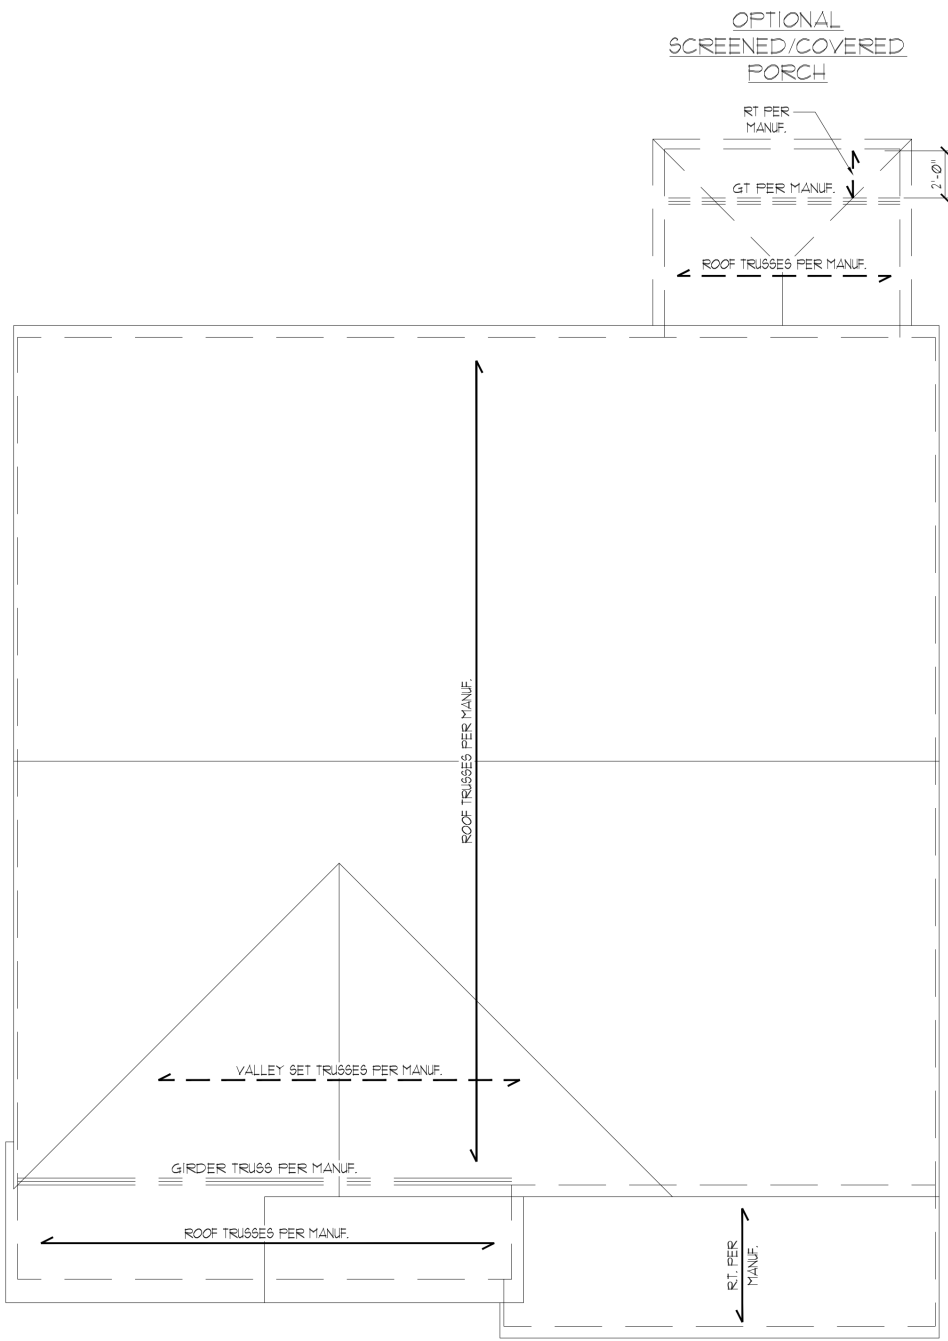 OPTIONAL
SCREENED/COVERED
PORCH
RT PER
MANUF.
2'-0"
GT PER MANUF.
ROOF TRUSSES PER MANUF.
ROOF TRUSSES PER MANUF.
VALLEY SET TRUSSES PER MANUF.
GIRDER TRUSS PER MANUF.
ROOF TRUSSES PER MANUF.
R.T. PER
MANUF.